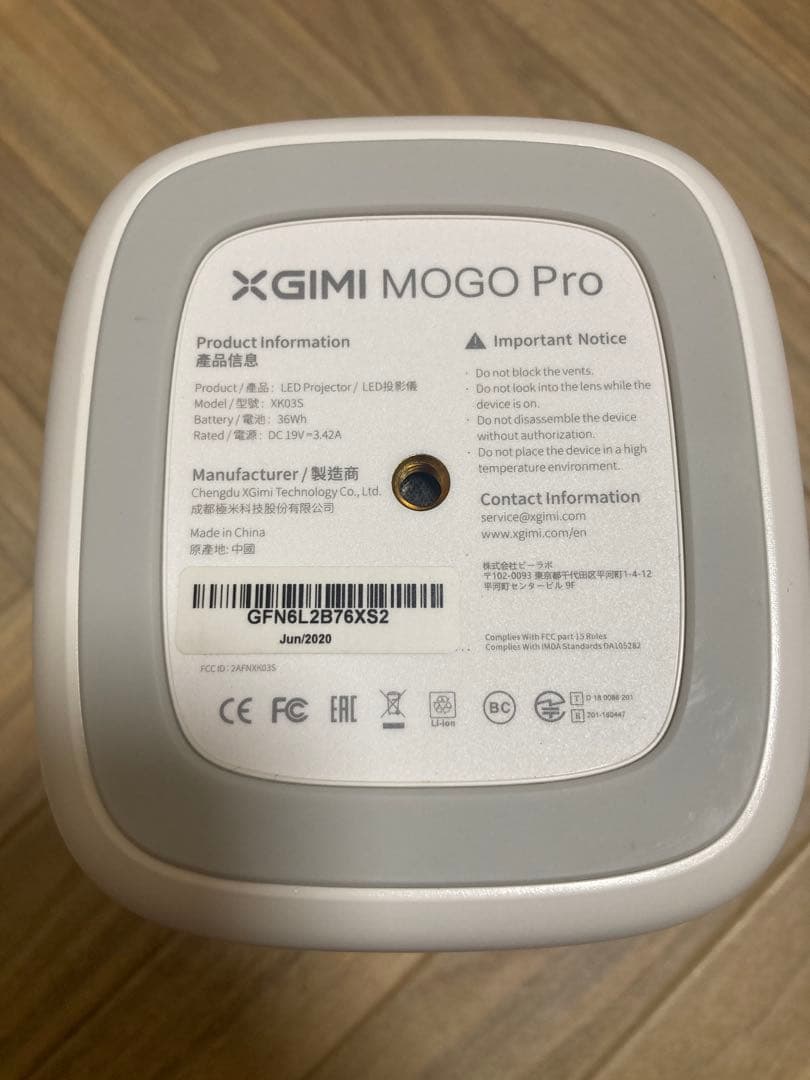 XGIMI MOGO Pro
Product Information
產品信息
Product / 產品: LED Projector / LED投影儀
Model / 型號: XK03S
Battery / 電池: 36Wh
Rated / 電源: DC 19V⎓3.42A
Manufacturer / 製造商
Chengdu XGimi Technology Co., Ltd.
成都極米科技股份有限公司
Made in China
原產地: 中國
GFN6L2B76XS2
Jun/2020
FCC ID: 2AFNXK03S
Important Notice
· Do not block the vents.
· Do not look into the lens while the
device is on.
· Do not disassemble the device
without authorization.
· Do not place the device in a high
temperature environment.
Contact Information
service@xgimi.com
www.xgimi.com/en
株式会社ビーラボ
〒102-0093 東京都千代田区平河町1-4-12
平河町センタービル 9F
Complies With FCC part 15 Roles
Complies With IMDA Standards DA105282
CE FC EAC Li-ion BC
T D 18 0086 201
R 201-180447